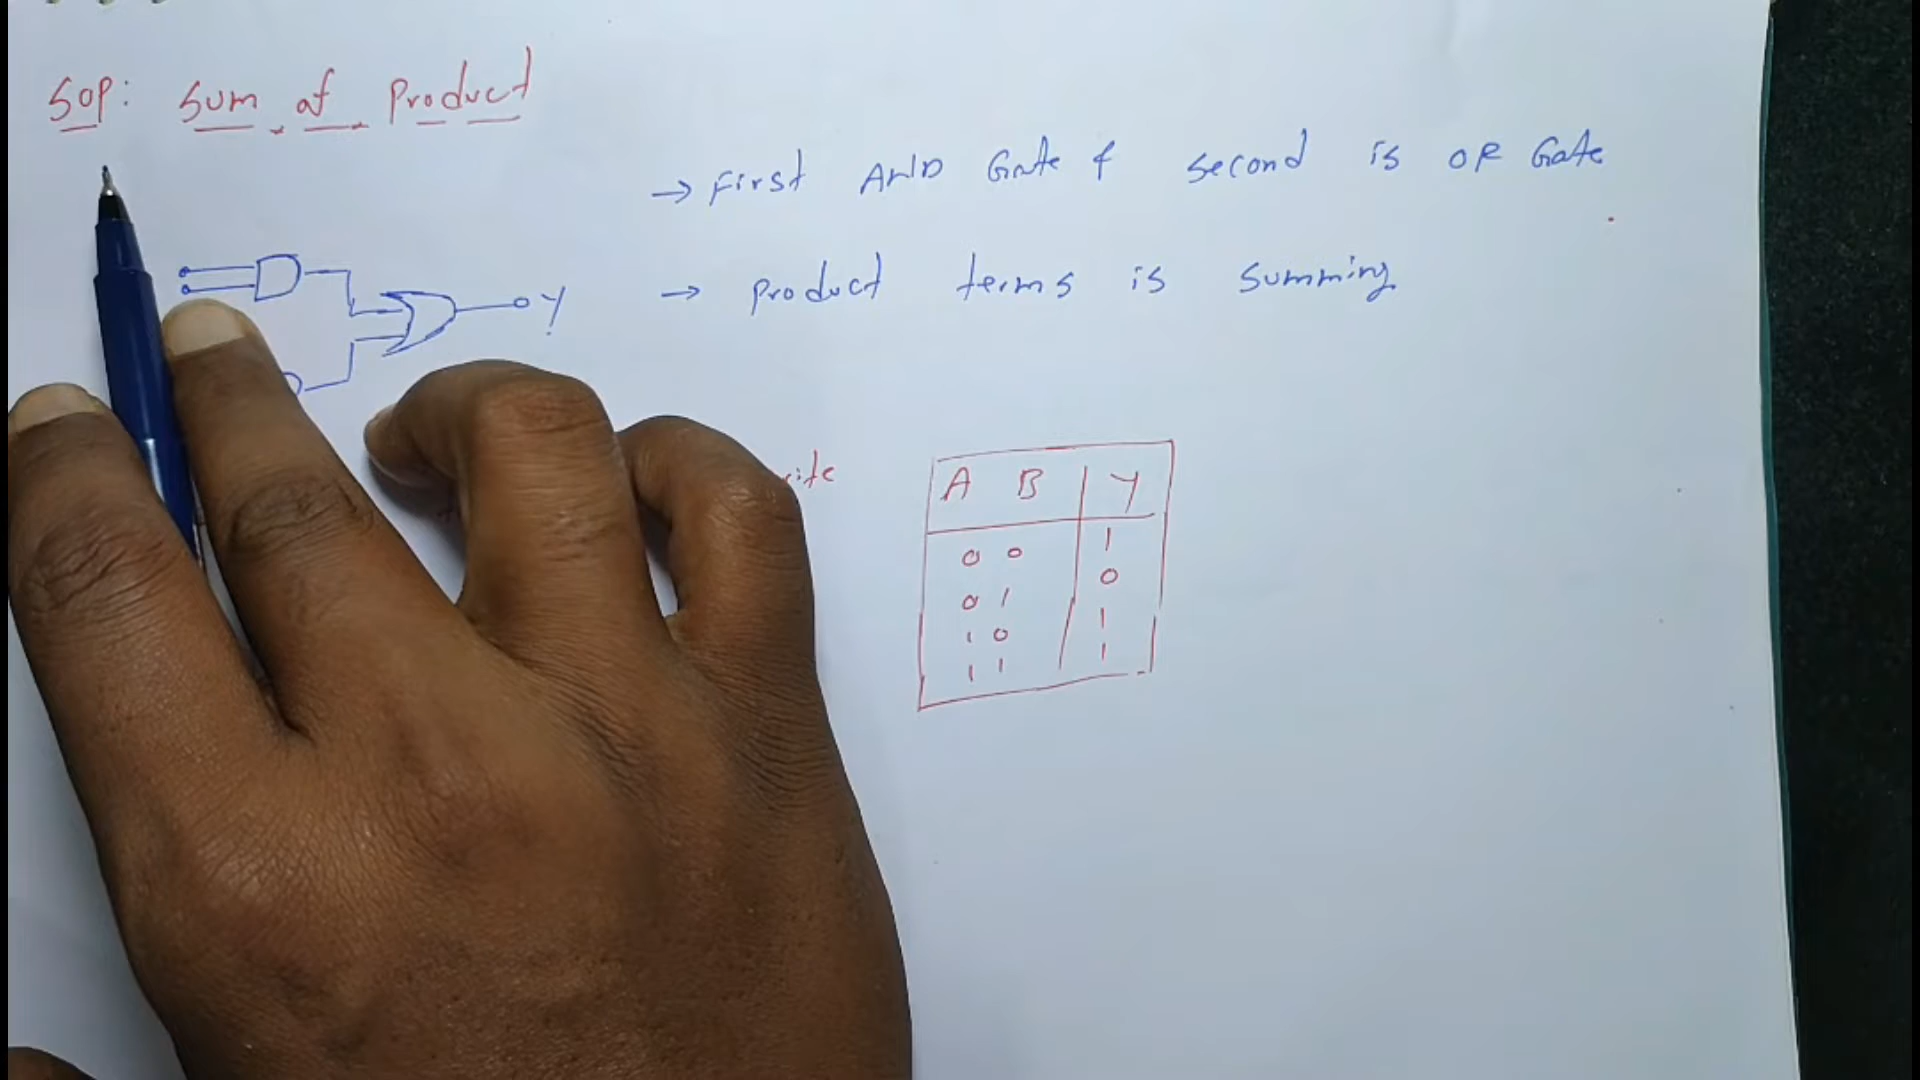 SOP: Sum of Product
→ First AND Gate & second is OR Gate
→ product terms is summing
Y
A B Y
0 0 1
0 1 0
1 0 1
1 1 1